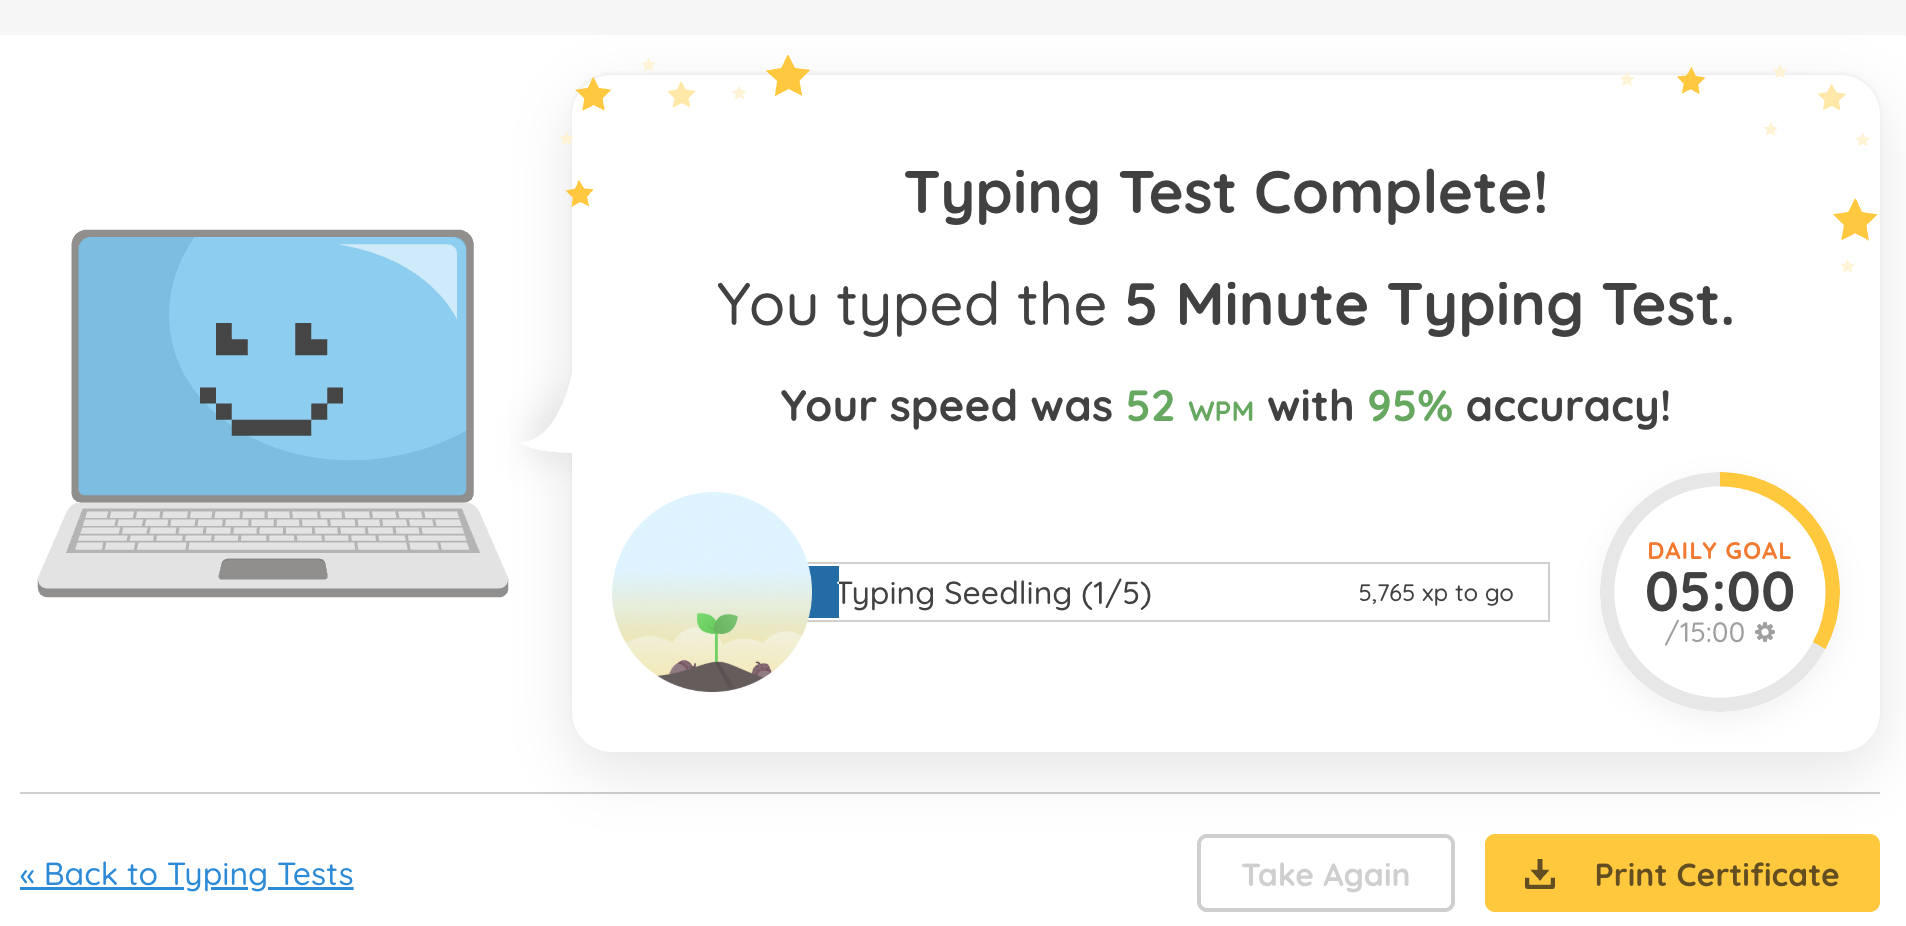 Typing Test Complete!
You typed the 5 Minute Typing Test.
Your speed was 52 WPM with 95% accuracy!
Typing Seedling (1/5) 5,765 xp to go
DAILY GOAL
05:00
/15:00
« Back to Typing Tests
Take Again
Print Certificate